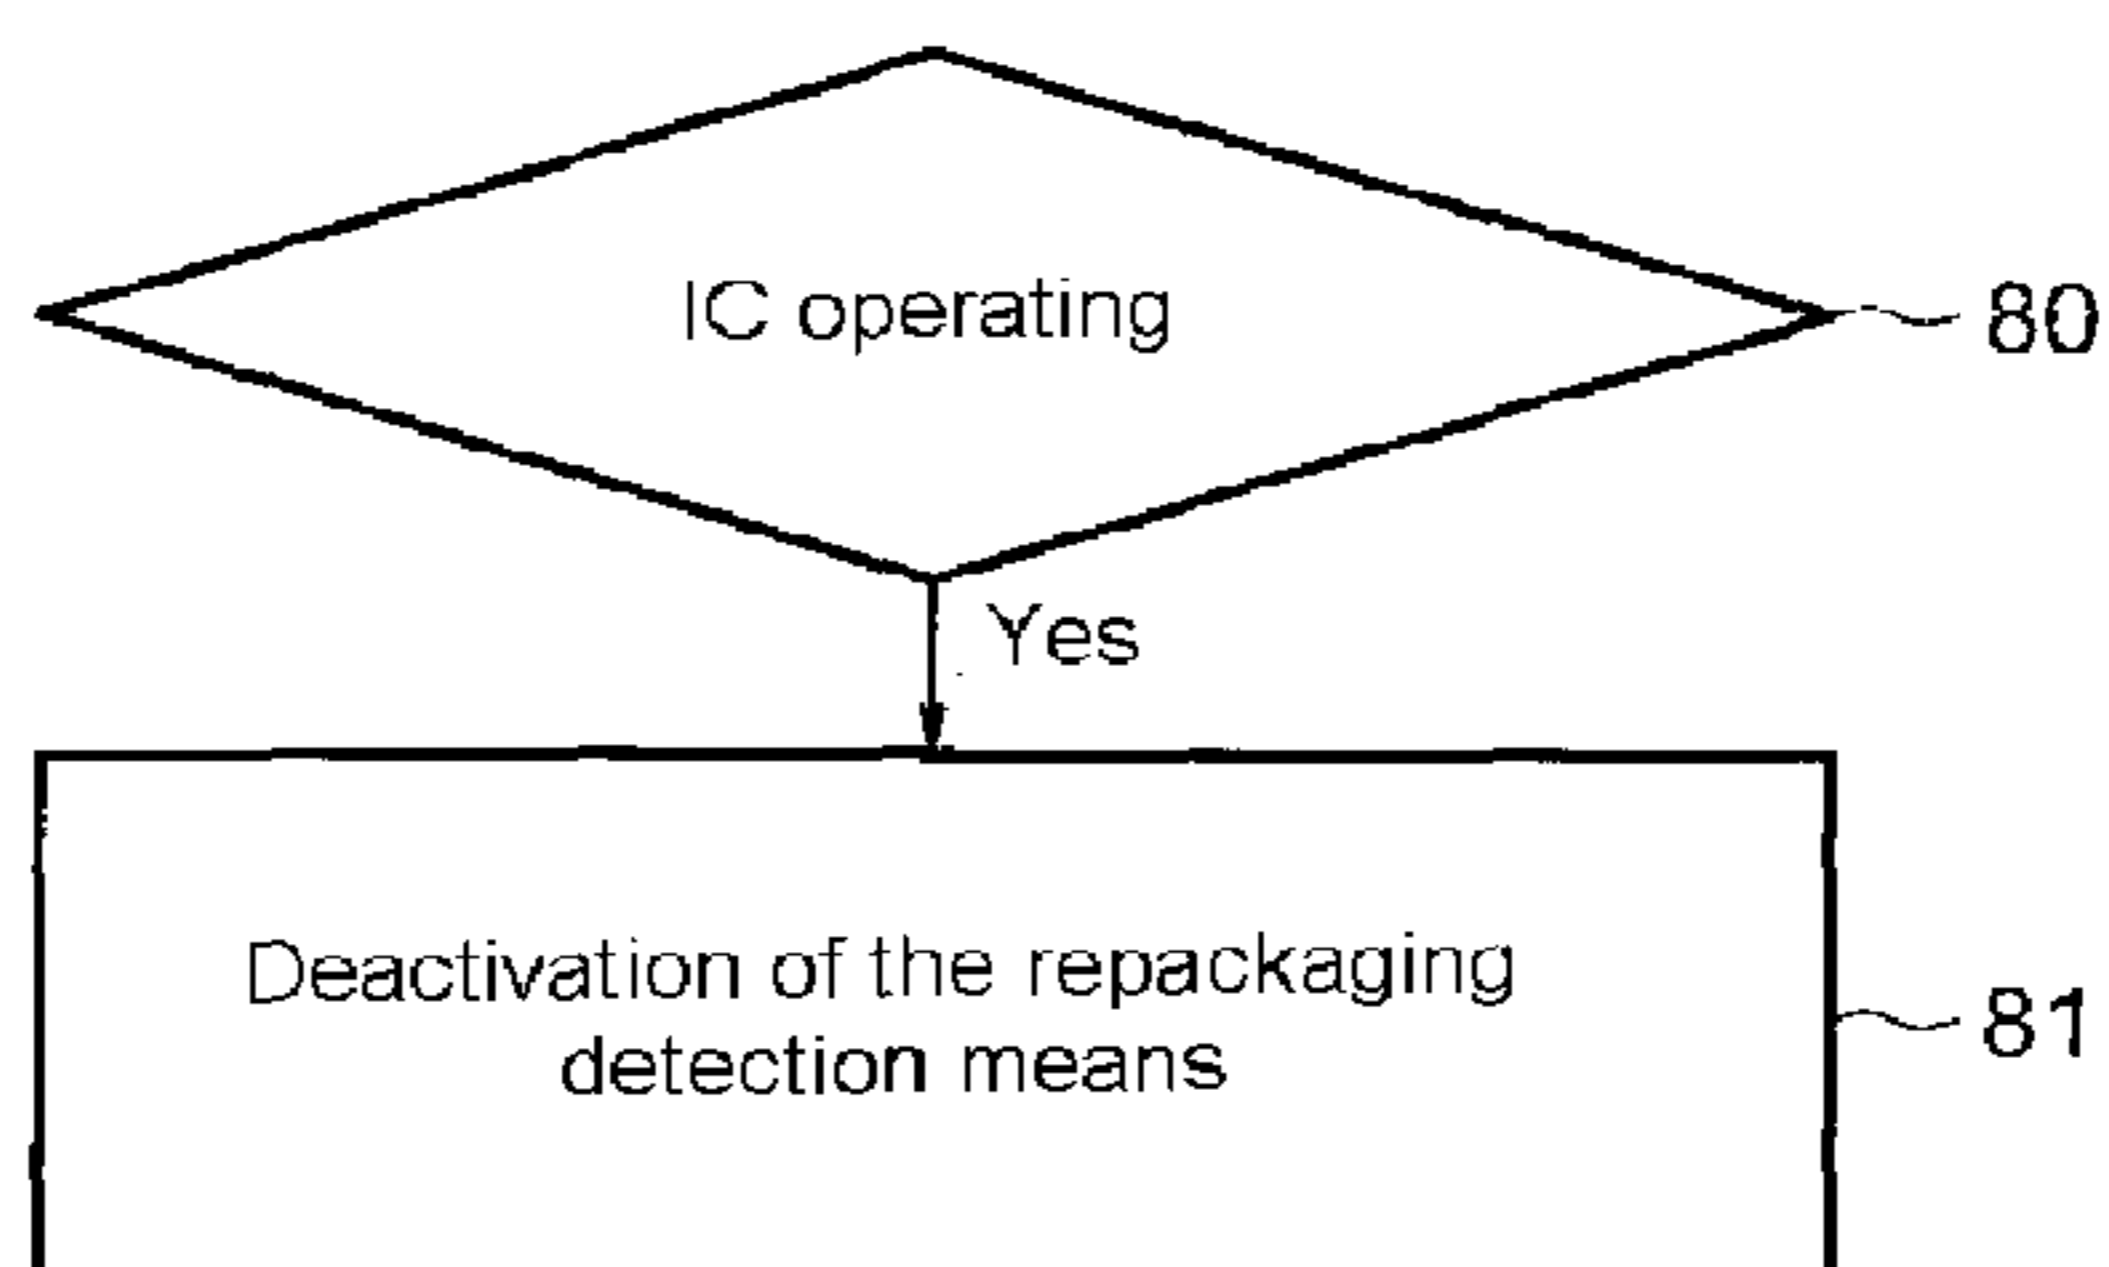 IC operating
80
Yes
Deactivation of the repackaging
detection means
81